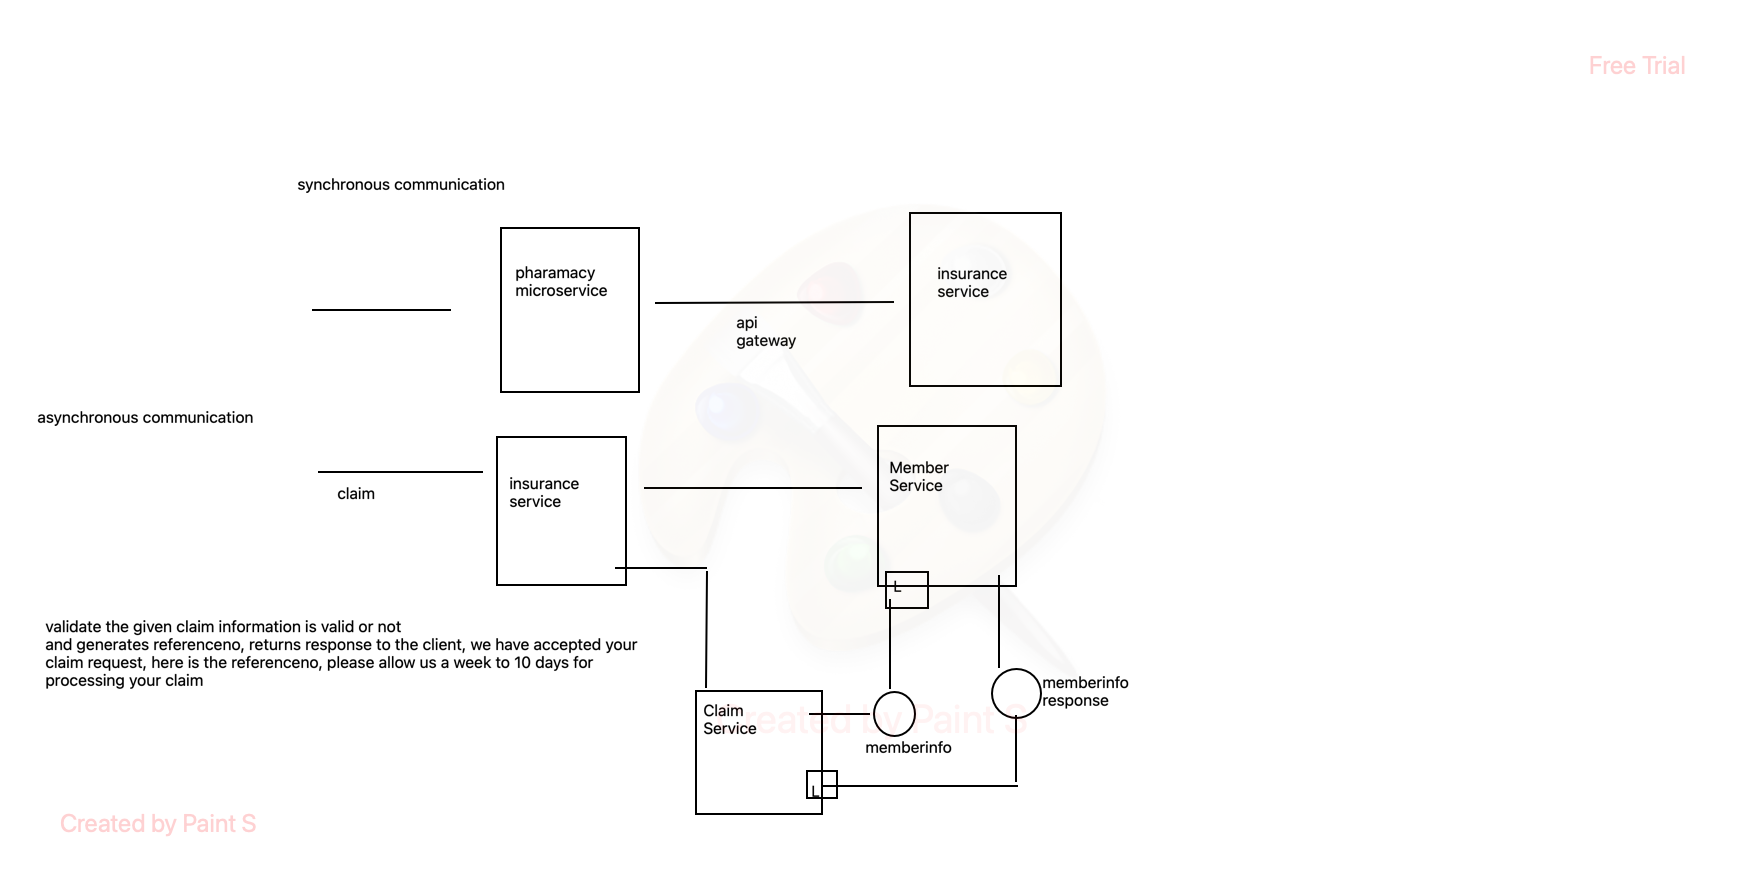 Free Trial
synchronous communication
pharamacy
microservice
insurance
service
api
gateway
asynchronous communication
claim
insurance
service
Member
Service
L
validate the given claim information is valid or not
and generates referenceno, returns response to the client, we have accepted your
claim request, here is the referenceno, please allow us a week to 10 days for
processing your claim
memberinfo
response
Claim
Service
Created by Paint S
memberinfo
L
Created by Paint S